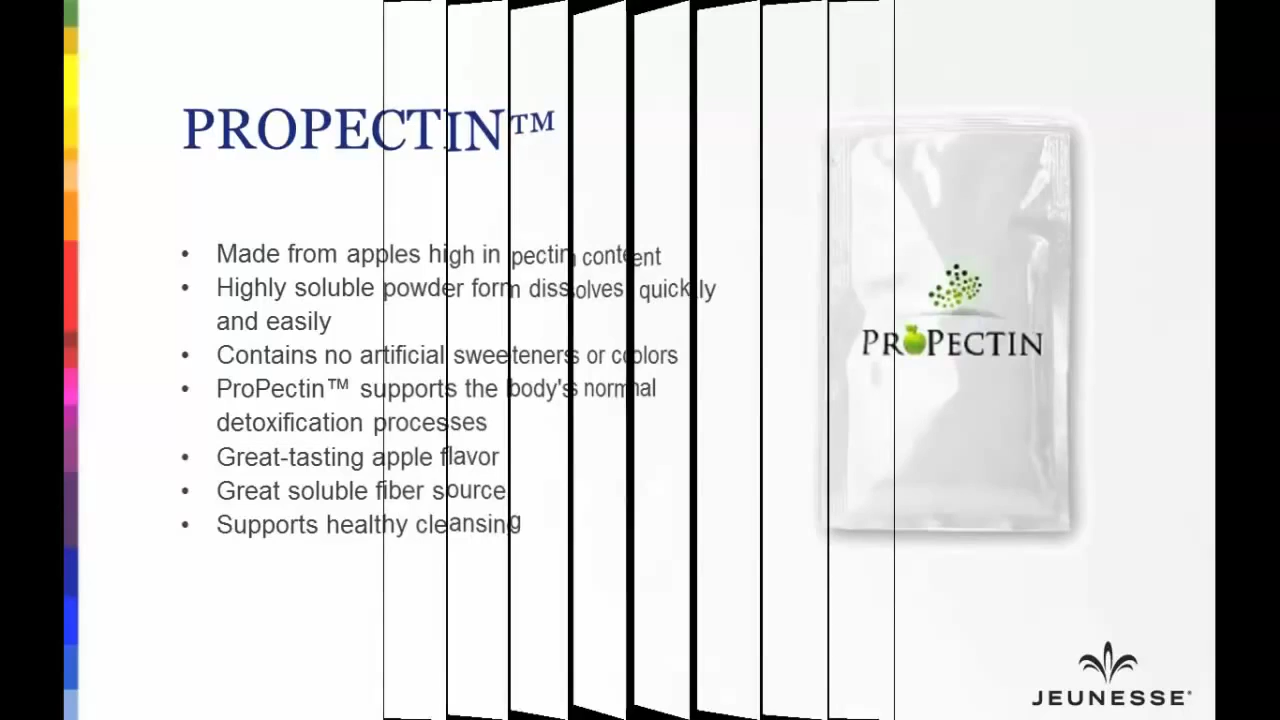 PROPECTIN™
• Made from apples high in pectin content
• Highly soluble powder form dissolves quickly
and easily
• Contains no artificial sweeteners or colors
• ProPectin™ supports the body's normal
detoxification processes
• Great-tasting apple flavor
• Great soluble fiber source
• Supports healthy cleansing
PROPECTIN
JEUNESSE®